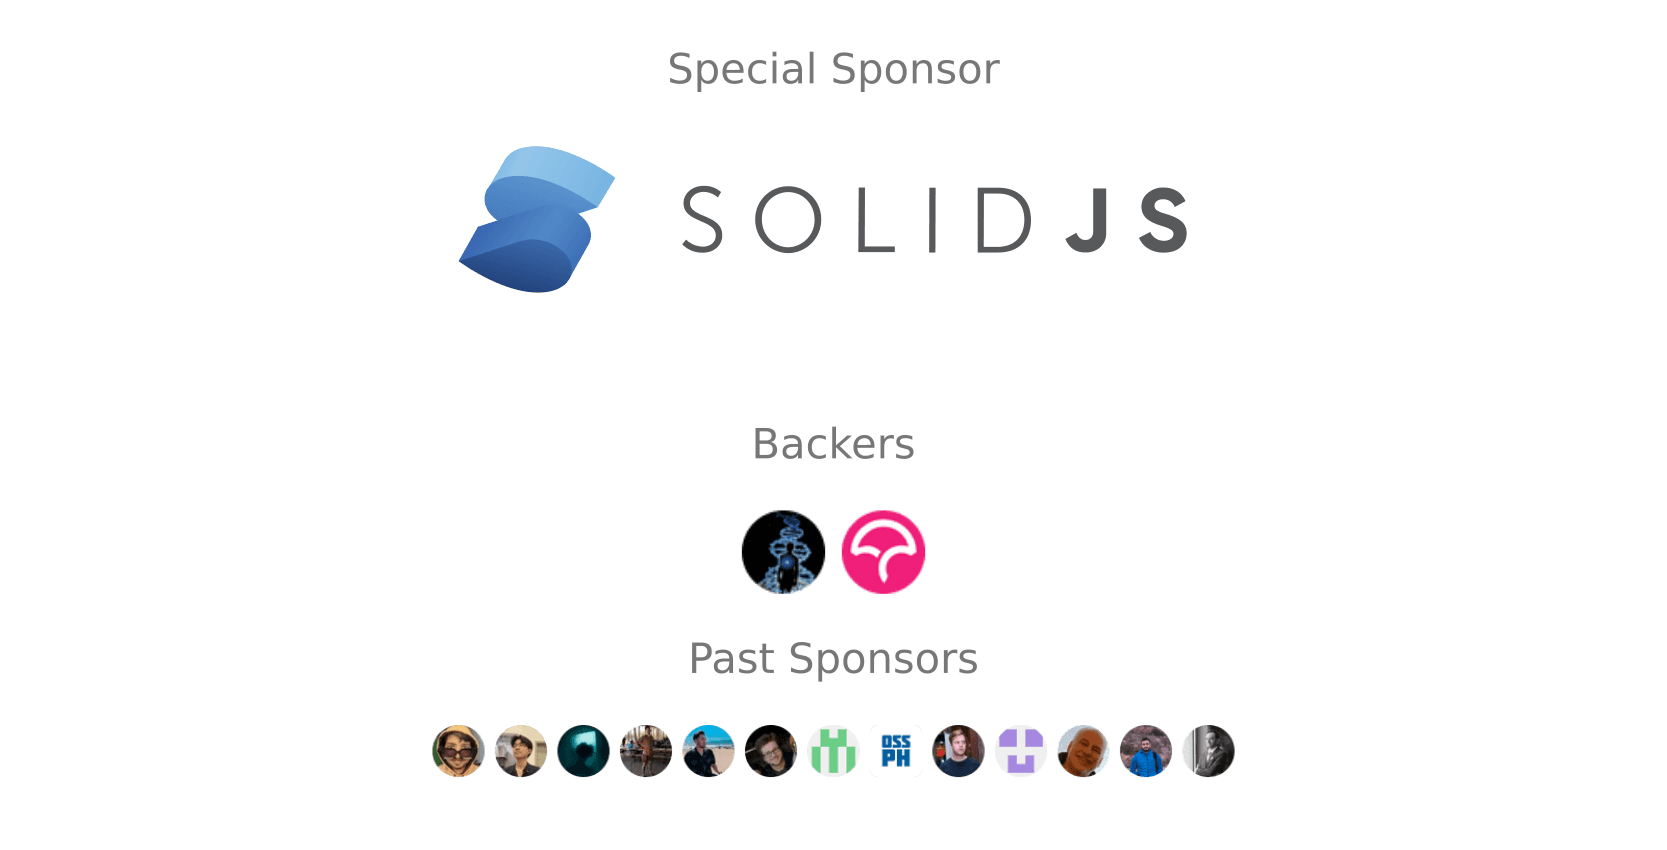 Special Sponsor
SOLIDJS
Backers
Past Sponsors
OSS
PH